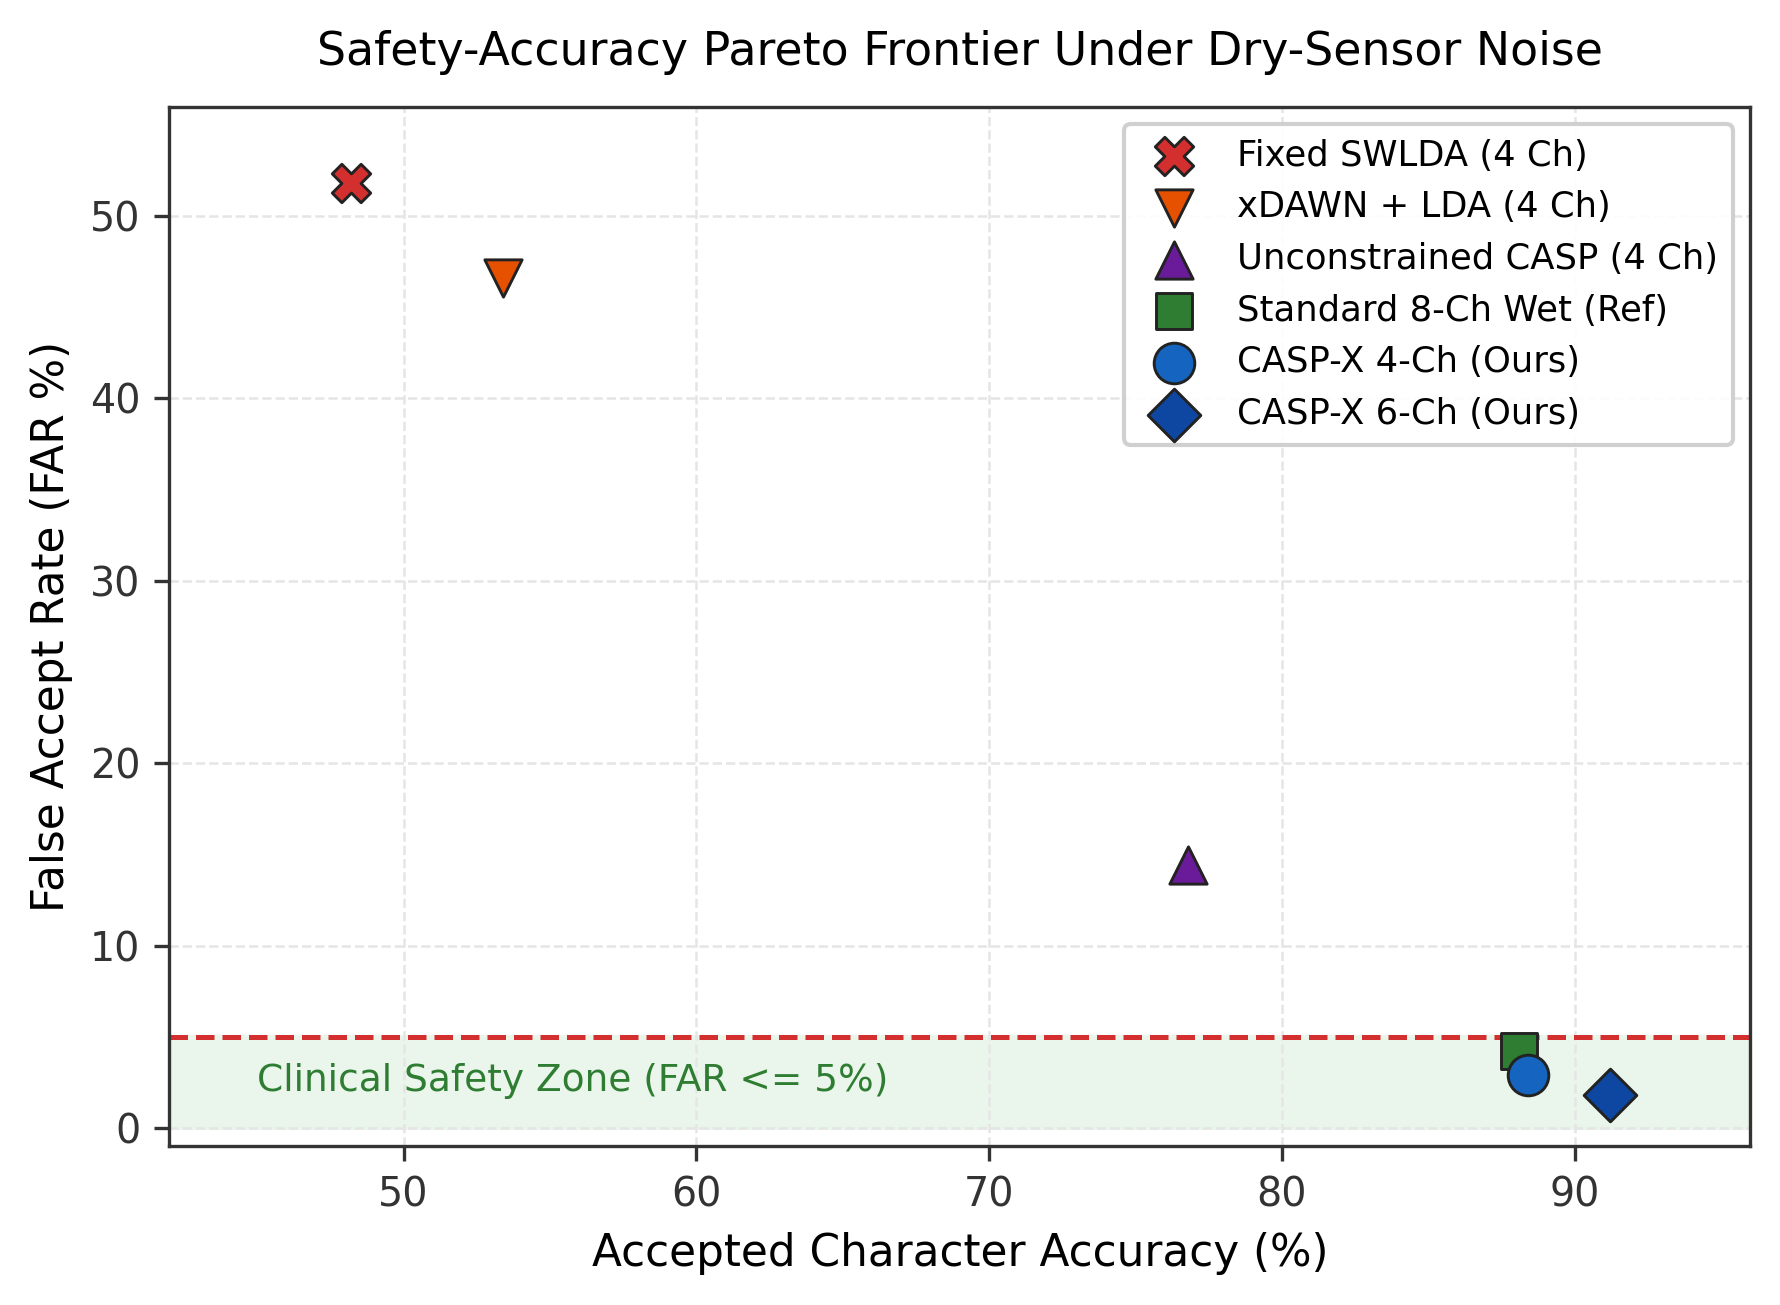 Safety-Accuracy Pareto Frontier Under Dry-Sensor Noise
Fixed SWLDA (4 Ch)
xDAWN + LDA (4 Ch)
Unconstrained CASP (4 Ch)
Standard 8-Ch Wet (Ref)
CASP-X 4-Ch (Ours)
CASP-X 6-Ch (Ours)
False Accept Rate (FAR %)
50
40
30
20
10
0
Clinical Safety Zone (FAR <= 5%)
50 60 70 80 90
Accepted Character Accuracy (%)